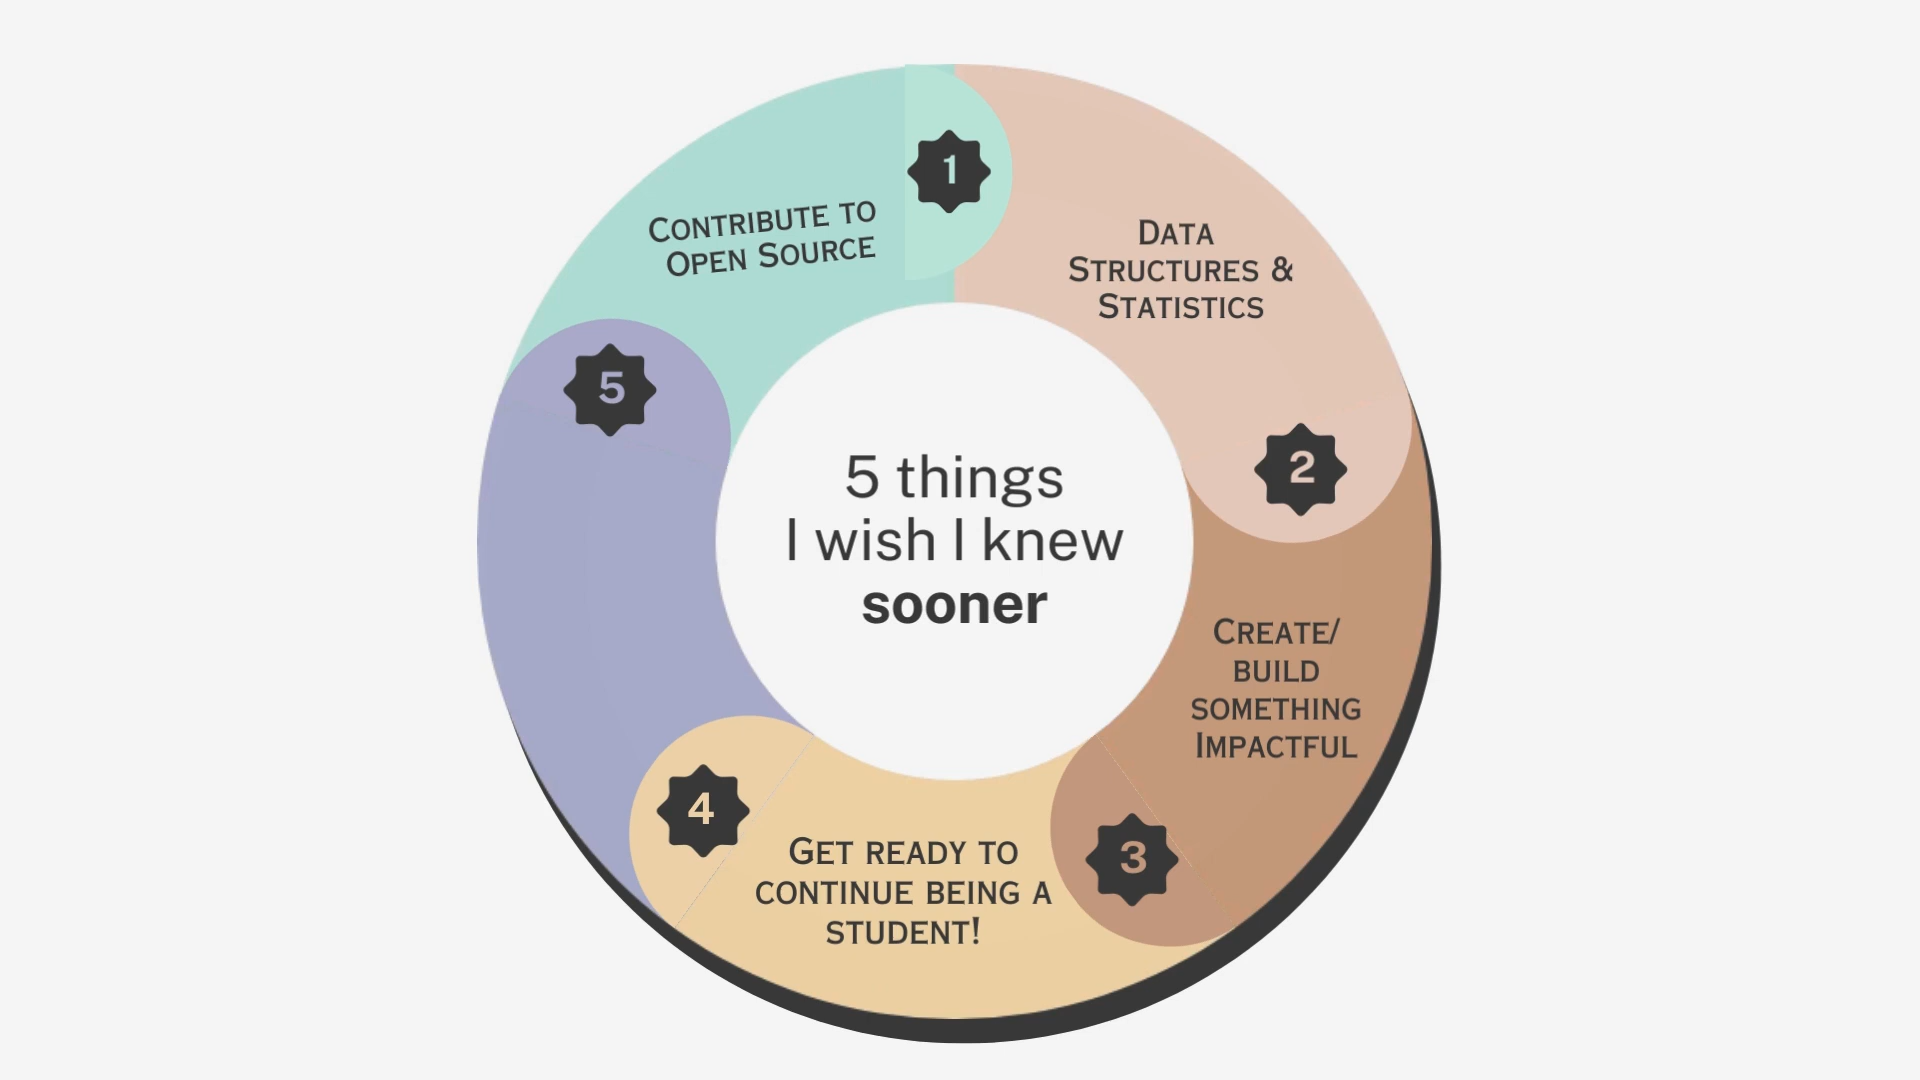 5 things
I wish I knew
sooner
1
Contribute to
Open Source
2
Data
Structures &
Statistics
3
Create/
build
something
Impactful
4
Get ready to
continue being a
student!
5